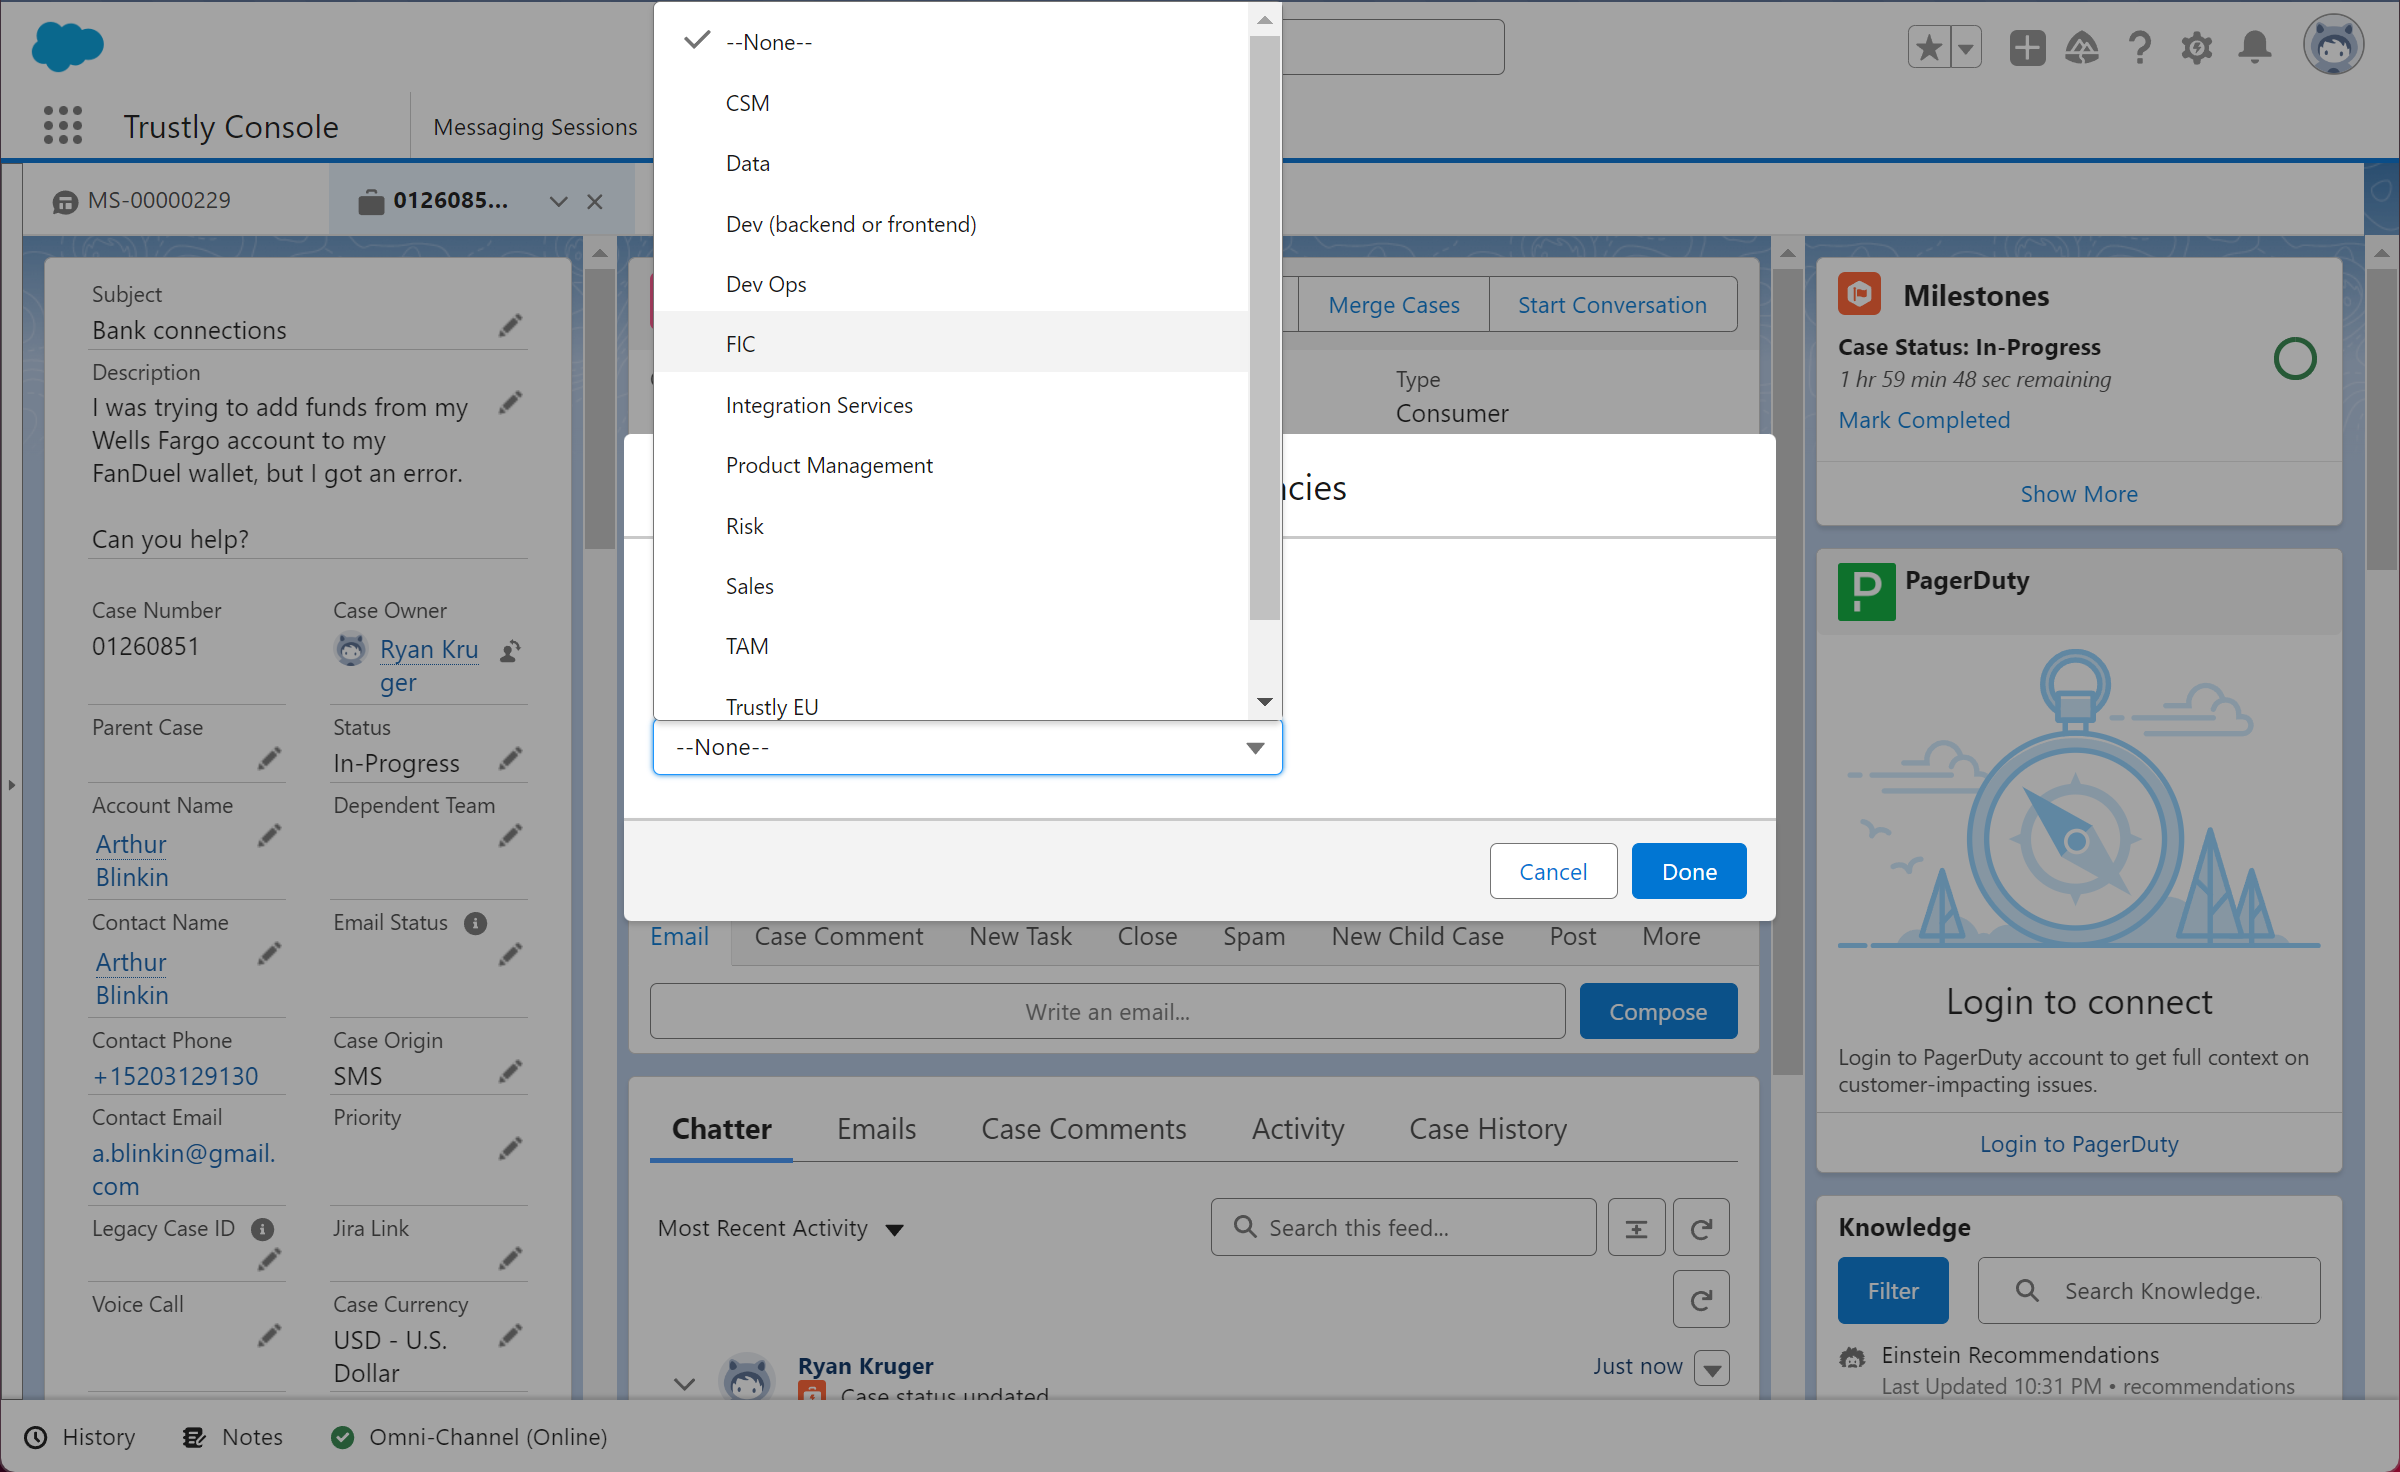 Trustly Console
Messaging Sessions
MS-00000229
0126085...
Subject
Bank connections
Description
I was trying to add funds from my
Wells Fargo account to my
FanDuel wallet, but I got an error.
Can you help?
Case Number
01260851
Case Owner
Ryan Kru
ger
Parent Case
Status
In-Progress
Account Name
Arthur
Blinkin
Dependent Team
Contact Name
Arthur
Blinkin
Email Status
Contact Phone
+15203129130
Case Origin
SMS
Contact Email
a.blinkin@gmail.
com
Priority
Legacy Case ID
Jira Link
Voice Call
Case Currency
USD - U.S.
Dollar
--None--
CSM
Data
Dev (backend or frontend)
Dev Ops
FIC
Integration Services
Product Management
Risk
Sales
TAM
Trustly EU
--None--
Merge Cases
Start Conversation
Type
Consumer
ncies
Cancel
Done
Email
Case Comment
New Task
Close
Spam
New Child Case
Post
More
Write an email...
Compose
Chatter
Emails
Case Comments
Activity
Case History
Most Recent Activity
Search this feed...
Ryan Kruger
Just now
Case status updated
Milestones
Case Status: In-Progress
1 hr 59 min 48 sec remaining
Mark Completed
Show More
P
PagerDuty
Login to connect
Login to PagerDuty account to get full context on
customer-impacting issues.
Login to PagerDuty
Knowledge
Filter
Search Knowledge.
Einstein Recommendations
Last Updated 10:31 PM • recommendations
History
Notes
Omni-Channel (Online)